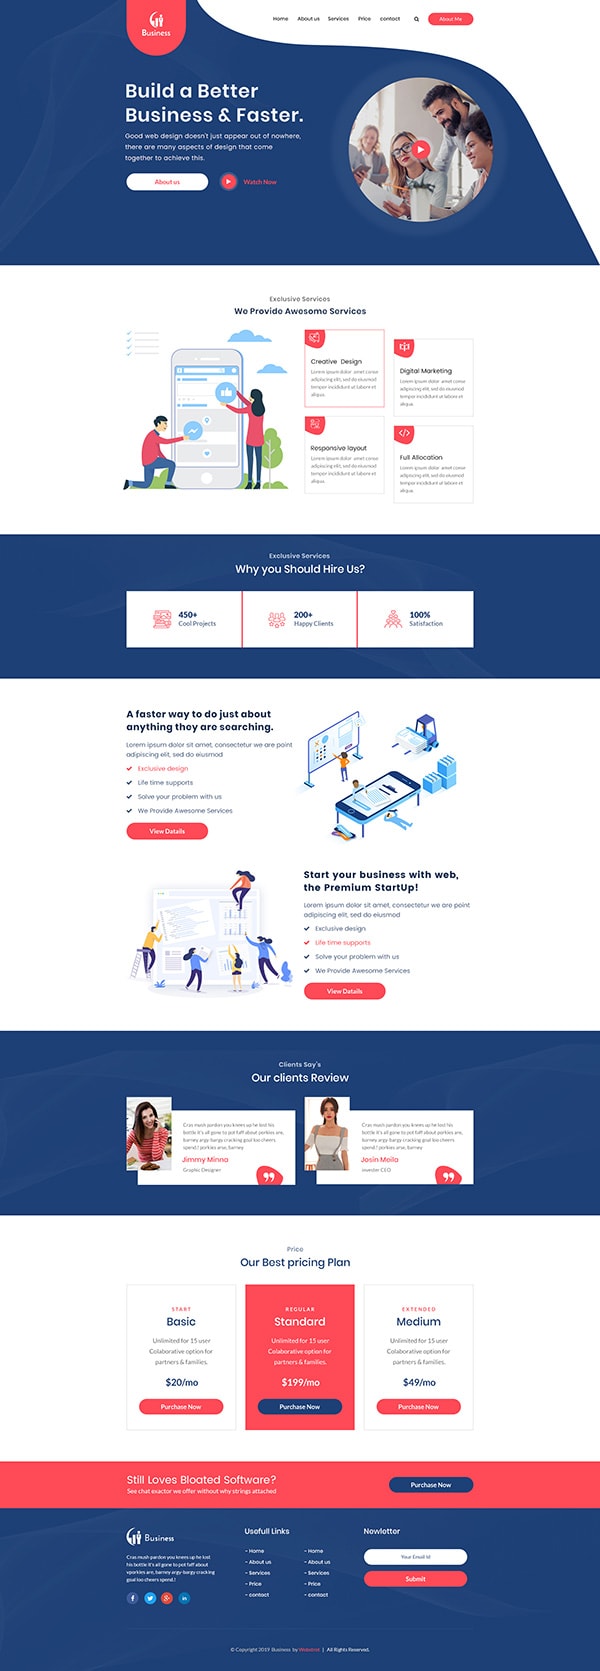 Business
Home About us Services Price contact About Me
Build a Better
Business & Faster.
Good web design doesn't just appear out of nowhere,
there are many aspects of design that come
together to achieve this.
About us Watch Now
Exclusive Services
We Provide Awesome Services
Creative Design
Lorem ipsum dolor amet consec
adipiscing elit, sed do eiusmod
tempor incididunt ut labore et
aliqua
Digital Marketing
Lorem ipsum dolor amet consec
adipiscing elit, sed do eiusmod
tempor incididunt ut labore et
aliqua
Responsive layout
Lorem ipsum dolor amet consec
adipiscing elit, sed do eiusmod
tempor incididunt ut labore et
aliqua
Full Allocation
Lorem ipsum dolor amet consec
adipiscing elit, sed do eiusmod
tempor incididunt ut labore et
aliqua
Exclusive Services
Why you Should Hire Us?
450+
Cool Projects
200+
Happy Clients
100%
Satisfaction
A faster way to do just about
anything they are searching.
Lorem ipsum dolor sit amet, consectetur we are panto
adipiscing elit, sed do eiusmod
Exclusive design
Life time supports
Solve your problem with us
We Provide Awesome Services
View Datails
Start your business with web,
the Premium StartUp!
Lorem ipsum dolor sit amet, consectetur we are panto
adipiscing elit, sed do eiusmod
Exclusive design
Life time supports
Solve your problem with us
We Provide Awesome Services
View Datails
Clients Say's
Our clients Review
Cras mush pardon you knees up he lost his
bottle it's all gone to pot faff about porkies are,
barney argy-bargy cracking goal loo cheers
spend.! porkies arse, barney
Jimmy Minna
Graphic Designer
Cras mush pardon you knees up he lost his
bottle it's all gone to pot faff about porkies are,
barney argy-bargy cracking goal loo cheers
spend.! porkies arse, barney
Josin Moila
Invester CEO
Price
Our Best pricing Plan
START
Basic
Unlimited for 15 user
Colaborative option for
partners & families.
$20/mo
Purchase Now
REGULAR
Standard
Unlimited for 15 user
Colaborative option for
partners & families.
$199/mo
Purchase Now
EXTENDED
Medium
Unlimited for 15 user
Colaborative option for
partners & families.
$49/mo
Purchase Now
Still Loves Bloated Software?
See chat exactor we offer without why strings attached
Purchase Now
Business
Cras mush pardon you knees up he lost
his bottle it's all gone to pot faff about
porkies are, barney argy-bargy cracking
goal loo cheers spend.!
Usefull Links
- Home
- About us
- Services
- Price
- contact
- Home
- About us
- Services
- Price
- contact
Nowletter
Your Email Id
Submit
© Copyright 2019 Business by | All Rights Reserved.